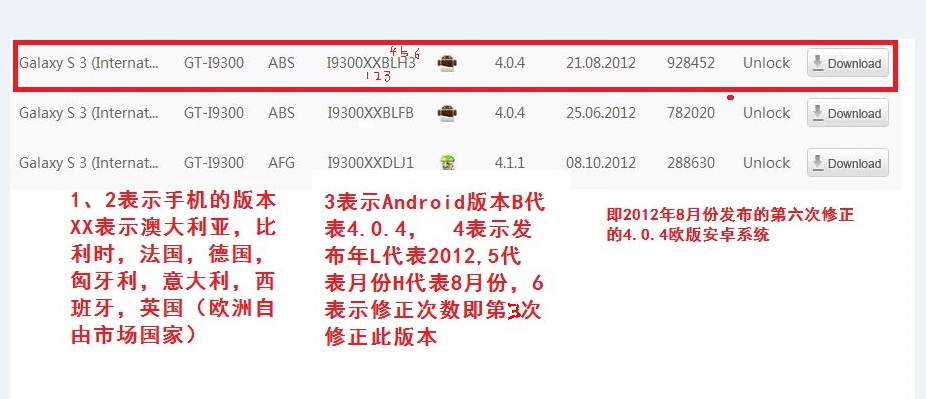 4 5 6
Galaxy S 3 (Internat... GT-I9300 ABS I9300XXBLH3 4.0.4 21.08.2012 928452 Unlock Download
1 2 3
Galaxy S 3 (Internat... GT-I9300 ABS I9300XXBLFB 4.0.4 25.06.2012 782020 Unlock Download
Galaxy S 3 (Internat... GT-I9300 AFG I9300XXDLJ1 4.1.1 08.10.2012 288630 Unlock Download
1、2表示手机的版本
XX表示澳大利亚，比
利时，法国，德国，
匈牙利，意大利，西
班牙，英国（欧洲自
由市场国家）
3表示Android版本B代
表4.0.4， 4表示发
布年L代表2012,5代
表月份H代表8月份，6
表示修正次数即第3次
修正此版本
即2012年8月份发布的第六次修正
的4.0.4欧版安卓系统